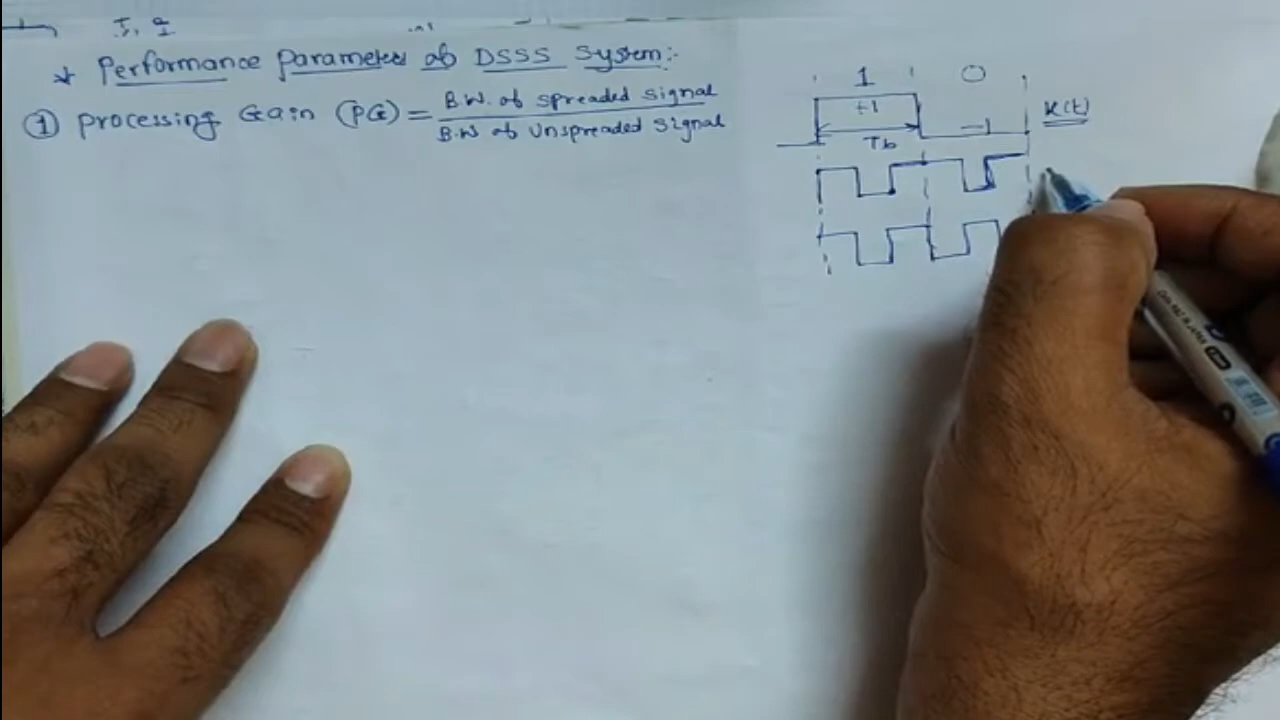 * Performance Parameters of DSSS System:-
① Processing Gain (PG) = B.W. of spreaded signal
B.W of Unspreaded Signal
1 0
+1 -1 K(t)
Tb